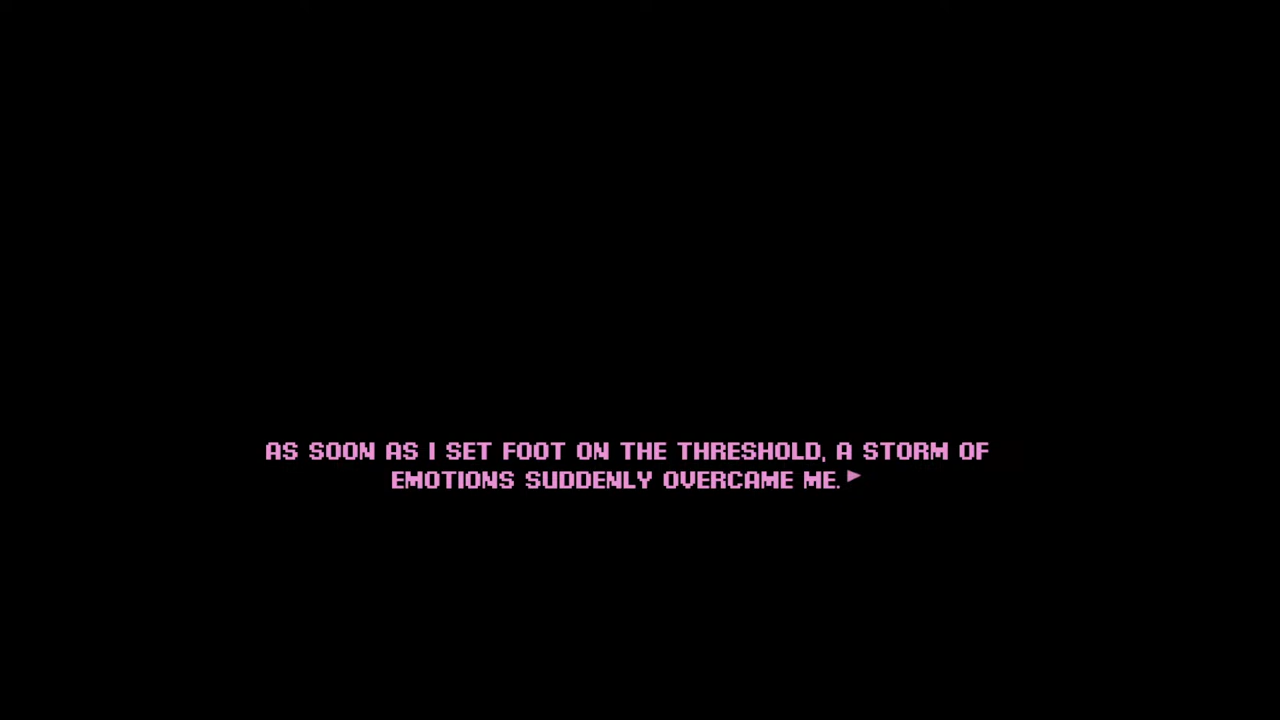 AS SOON AS I SET FOOT ON THE THRESHOLD, A STORM OF
EMOTIONS SUDDENLY OVERCAME ME.